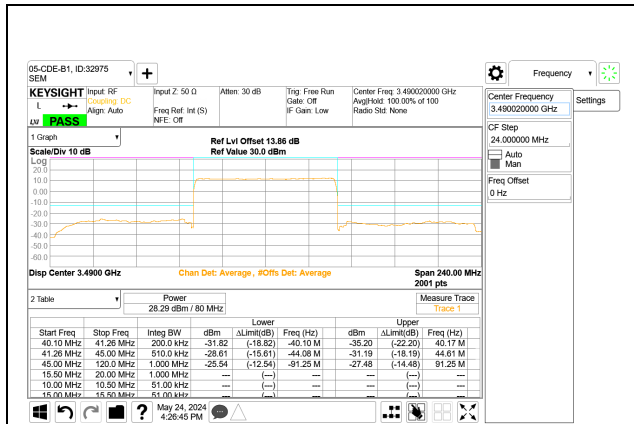 05-CDE-B1, ID:32975
SEM
Frequency
KEYSIGHT
L
LXI PASS
Input: RF
Coupling: DC
Align: Auto
Input Z: 50 Ω
Freq Ref: Int (S)
NFE: Off
Atten: 30 dB
Trig: Free Run
Gate: Off
IF Gain: Low
Center Freq: 3.490020000 GHz
Avg|Hold: 100.00% of 100
Radio Std: None
Center Frequency
3.490020000 GHz
Settings
CF Step
24.000000 MHz
Auto
Man
Freq Offset
0 Hz
1 Graph
Scale/Div 10 dB
Ref Lvl Offset 13.86 dB
Ref Value 30.0 dBm
Log
20.0
10.0
0.00
-10.0
-20.0
-30.0
-40.0
-50.0
-60.0
Disp Center 3.4900 GHz
Chan Det: Average, #Offs Det: Average
Span 240.00 MHz
2001 pts
2 Table
Power
28.29 dBm / 80 MHz
Measure Trace
Trace 1
Lower Upper
Start Freq Stop Freq Integ BW dBm ΔLimit(dB) Freq (Hz) dBm ΔLimit(dB) Freq (Hz)
40.10 MHz 41.26 MHz 200.0 kHz -31.82 (-18.82) -40.10 M -35.20 (-22.20) 40.17 M
41.26 MHz 45.00 MHz 510.0 kHz -28.61 (-15.61) -44.08 M -31.19 (-18.19) 44.61 M
45.00 MHz 120.0 MHz 1.000 MHz -25.54 (-12.54) -91.25 M -27.48 (-14.48) 91.25 M
15.50 MHz 20.00 MHz 1.000 MHz --- (---) --- (---) ---
10.00 MHz 10.50 MHz 51.00 kHz --- (---) --- (---) ---
15.00 MHz 15.50 MHz 51.00 kHz --- (---) --- (---) ---
May 24, 2024
4:26:45 PM